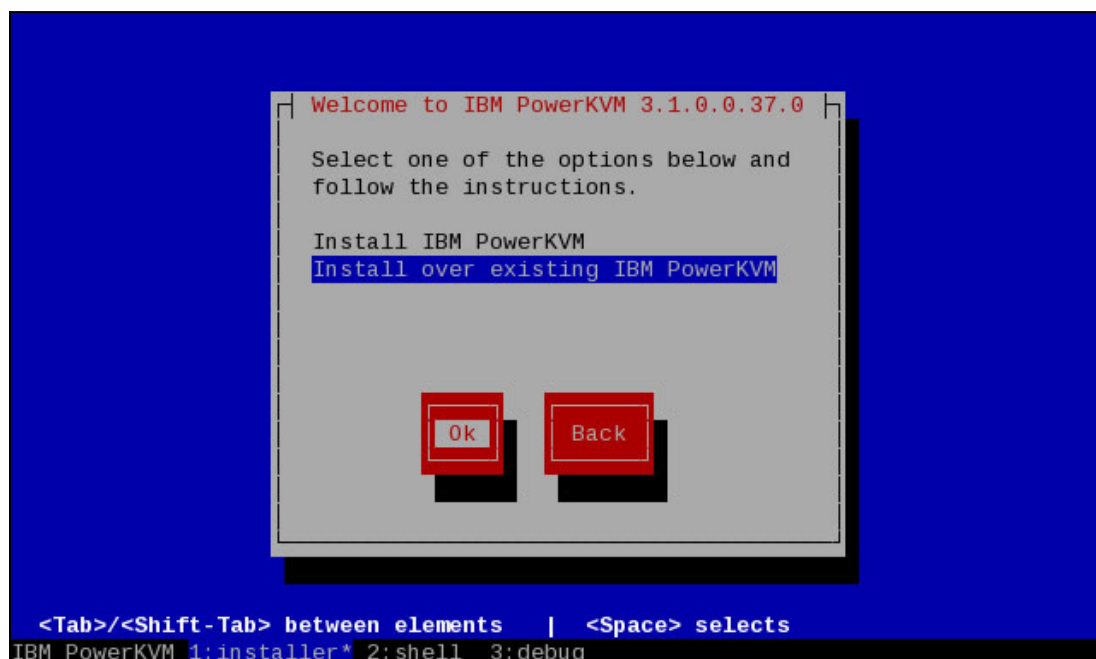 Welcome to IBM PowerKVM 3.1.0.0.37.0
Select one of the options below and
follow the instructions.
Install IBM PowerKVM
Install over existing IBM PowerKVM
Ok Back
<Tab>/<Shift-Tab> between elements | <Space> selects
IBM PowerKVM 1:installer* 2:shell 3:debug